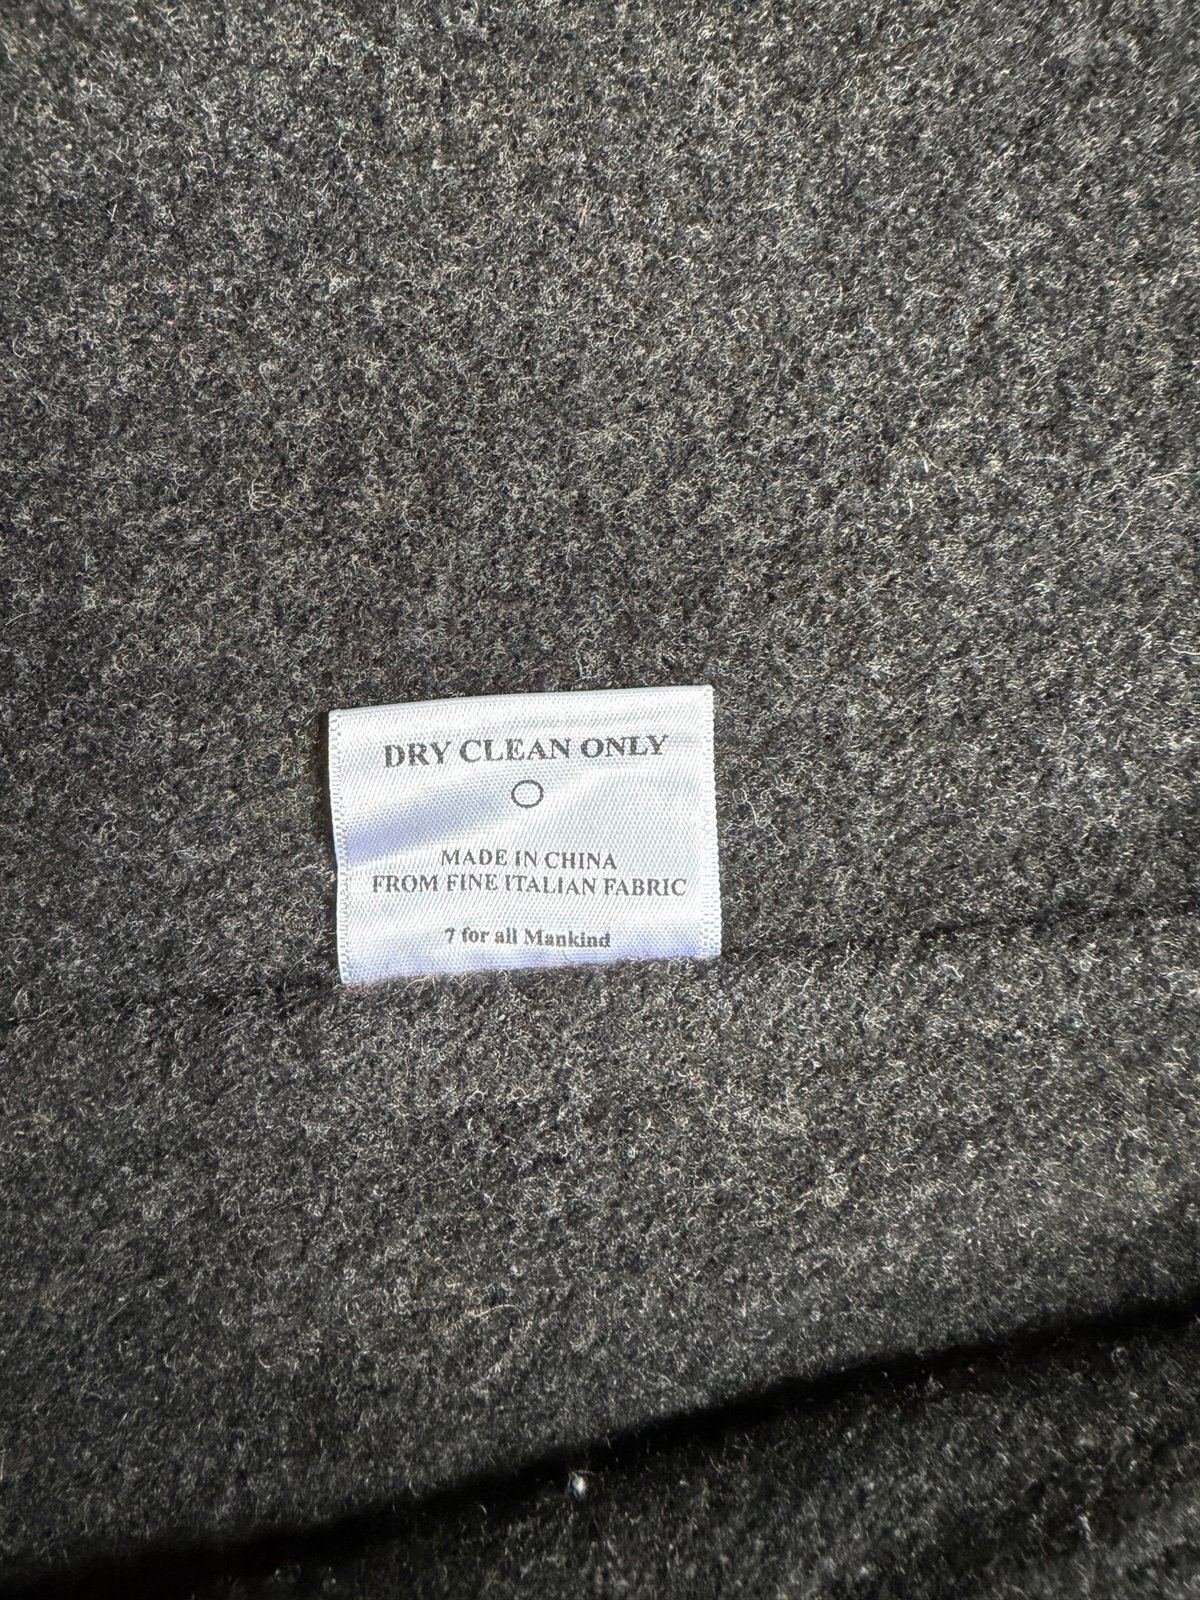 DRY CLEAN ONLY
MADE IN CHINA
FROM FINE ITALIAN FABRIC
7 for all Mankind